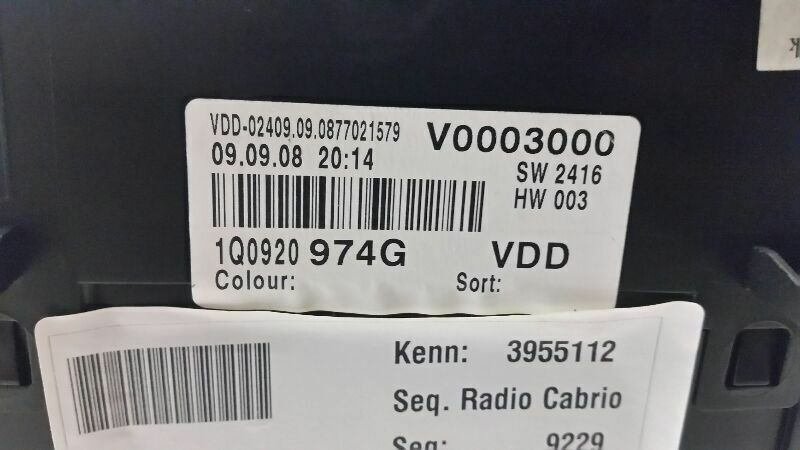 VDD-02409.09.0877021579 V0003000
09.09.08 20:14 SW 2416
HW 003
1Q0920 974G VDD
Colour: Sort:
Kenn: 3955112
Seq. Radio Cabrio
Seq: 9229